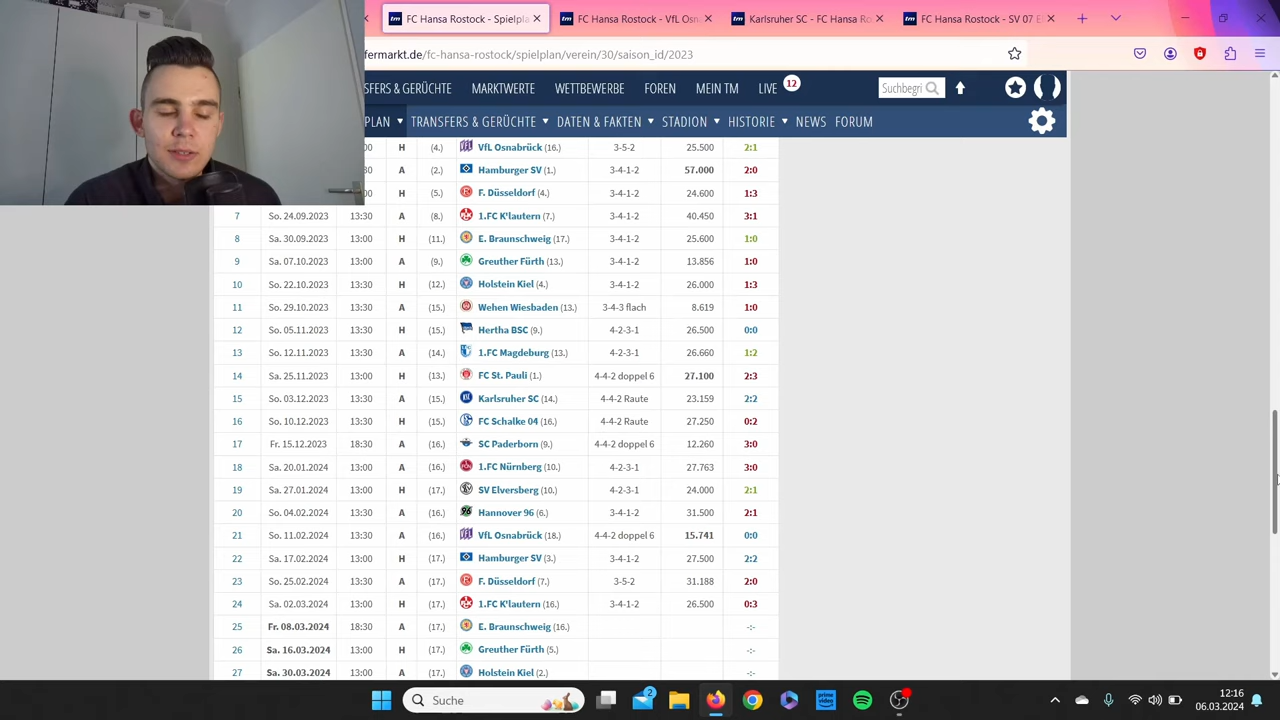 FC Hansa Rostock - Spielpla
FC Hansa Rostock - VfL Osn
Karlsruher SC - FC Hansa Ro
FC Hansa Rostock - SV 07 E
fermarkt.de/fc-hansa-rostock/spielplan/verein/30/saison_id/2023
SFERS & GERÜCHTE MARKTWERTE WETTBEWERBE FOREN MEIN TM LIVE 12 Suchbegri
PLAN TRANSFERS & GERÜCHTE DATEN & FAKTEN STADION HISTORIE NEWS FORUM
00 H (4.) VfL Osnabrück (16.) 3-5-2 25.500 2:1
30 A (2.) Hamburger SV (1.) 3-4-1-2 57.000 2:0
00 H (5.) F. Düsseldorf (4.) 3-4-1-2 24.600 1:3
7 So. 24.09.2023 13:30 A (8.) 1.FC K'lautern (7.) 3-4-1-2 40.450 3:1
8 Sa. 30.09.2023 13:00 H (11.) E. Braunschweig (17.) 3-4-1-2 25.600 1:0
9 Sa. 07.10.2023 13:00 A (9.) Greuther Fürth (13.) 3-4-1-2 13.856 1:0
10 So. 22.10.2023 13:30 H (12.) Holstein Kiel (4.) 3-4-1-2 26.000 1:3
11 So. 29.10.2023 13:30 A (15.) Wehen Wiesbaden (13.) 3-4-3 flach 8.619 1:0
12 So. 05.11.2023 13:30 H (15.) Hertha BSC (9.) 4-2-3-1 26.500 0:0
13 So. 12.11.2023 13:30 A (14.) 1.FC Magdeburg (13.) 4-2-3-1 26.660 1:2
14 Sa. 25.11.2023 13:00 H (13.) FC St. Pauli (1.) 4-4-2 doppel 6 27.100 2:3
15 So. 03.12.2023 13:30 A (15.) Karlsruher SC (14.) 4-4-2 Raute 23.159 2:2
16 So. 10.12.2023 13:30 H (15.) FC Schalke 04 (16.) 4-4-2 Raute 27.250 0:2
17 Fr. 15.12.2023 18:30 A (16.) SC Paderborn (9.) 4-4-2 doppel 6 12.260 3:0
18 Sa. 20.01.2024 13:00 A (16.) 1.FC Nürnberg (10.) 4-2-3-1 27.763 3:0
19 Sa. 27.01.2024 13:00 H (17.) SV Elversberg (10.) 4-2-3-1 24.000 2:1
20 So. 04.02.2024 13:30 A (16.) Hannover 96 (6.) 3-4-1-2 31.500 2:1
21 So. 11.02.2024 13:30 A (16.) VfL Osnabrück (18.) 4-4-2 doppel 6 15.741 0:0
22 Sa. 17.02.2024 13:00 H (17.) Hamburger SV (3.) 3-4-1-2 27.500 2:2
23 So. 25.02.2024 13:30 A (17.) F. Düsseldorf (7.) 3-5-2 31.188 2:0
24 Sa. 02.03.2024 13:00 H (17.) 1.FC K'lautern (16.) 3-4-1-2 26.500 0:3
25 Fr. 08.03.2024 18:30 A (17.) E. Braunschweig (16.) -:-
26 Sa. 16.03.2024 13:00 H (17.) Greuther Fürth (5.) -:-
27 Sa. 30.03.2024 13:00 A (17.) Holstein Kiel (2.) -:-
Suche
2
prime video
12:16
06.03.2024